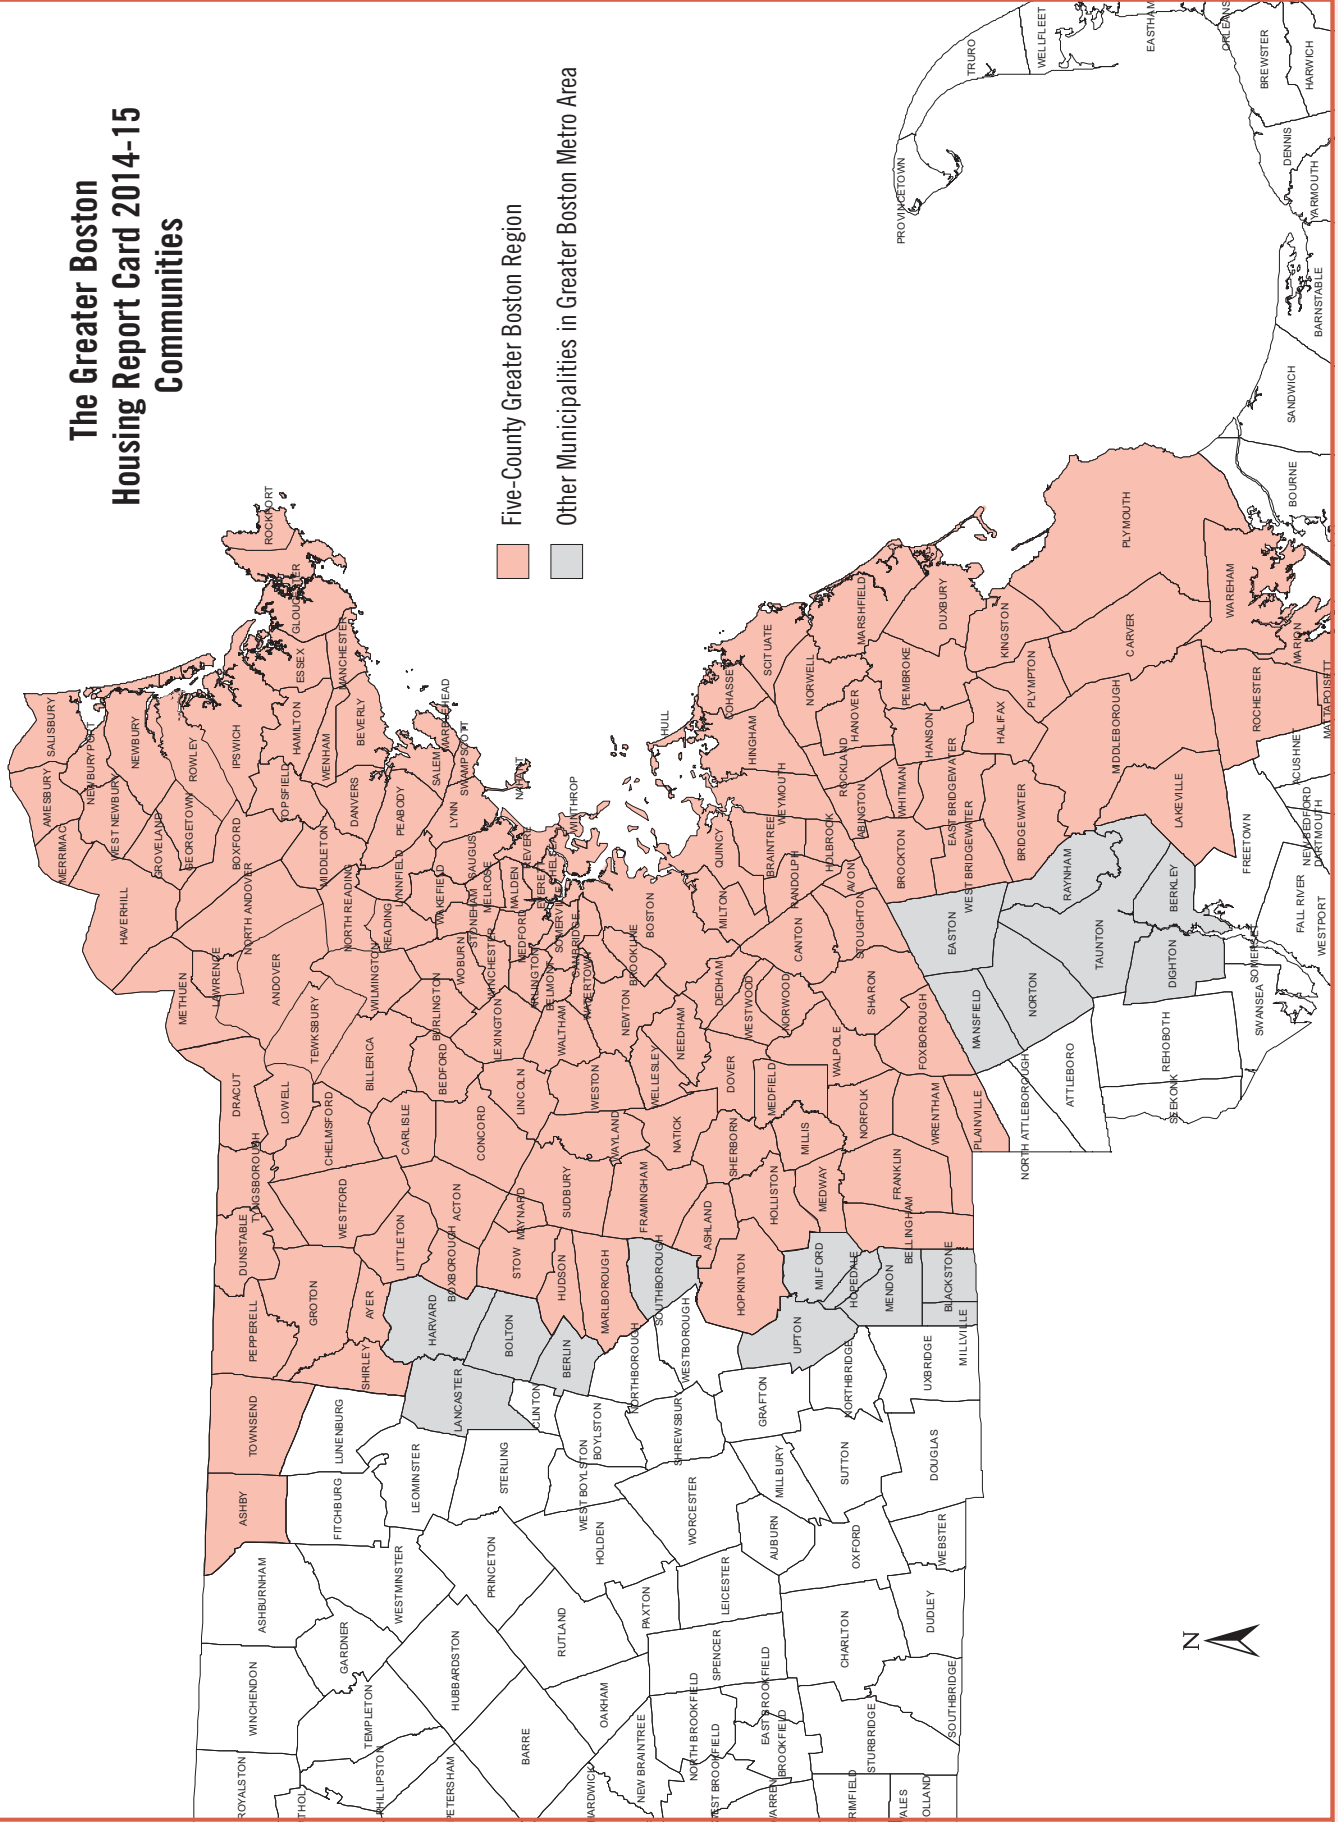 The Greater Boston
Housing Report Card 2014-15
Communities
Five-County Greater Boston Region
Other Municipalities in Greater Boston Metro Area
N
ROYALSTON
WINCHENDON
ASHBURNHAM
ASHBY
TOWNSEND
PEPPERELL
DUNSTABLE
TYNGSBOROUGH
DRACUT
METHUEN
LAWRENCE
HAVERHILL
MERRIMAC
AMESBURY
SALISBURY
NEWBURYPORT
WEST NEWBURY
NEWBURY
GROVELAND
GEORGETOWN
ROWLEY
BOXFORD
IPSWICH
NORTH ANDOVER
ANDOVER
TOPSFIELD
HAMILTON
ESSEX
GLOUCESTER
ROCKPORT
MANCHESTER
WENHAM
BEVERLY
DANVERS
MIDDLETON
NORTH READING
READING
LYNNFIELD
PEABODY
SALEM
MARBLEHEAD
SWAMPSCOTT
LYNN
NAHANT
SAUGUS
WAKEFIELD
STONEHAM
MELROSE
MALDEN
REVERE
EVERETT
CHELSEA
WINTHROP
MEDFORD
SOMERVILLE
CAMBRIDGE
WINCHESTER
WOBURN
WILMINGTON
TEWKSBURY
LOWELL
CHELMSFORD
BILLERICA
BURLINGTON
BEDFORD
LEXINGTON
ARLINGTON
BELMONT
WATERTOWN
WALTHAM
LINCOLN
CONCORD
CARLISLE
WESTFORD
GROTON
LITTLETON
ACTON
BOXBOROUGH
AYER
SHIRLEY
HARVARD
LANCASTER
LUNENBURG
FITCHBURG
LEOMINSTER
WESTMINSTER
GARDNER
TEMPLETON
PHILLIPSTON
THOL
PETERSHAM
HUBBARDSTON
PRINCETON
STERLING
CLINTON
BOLTON
STOW
MAYNARD
SUDBURY
WAYLAND
WESTON
NEWTON
BROOKLINE
BOSTON
HULL
WELLESLEY
NEEDHAM
NATICK
FRAMINGHAM
HUDSON
MARLBOROUGH
BERLIN
BOYLSTON
WEST BOYLSTON
HOLDEN
RUTLAND
BARRE
OAKHAM
HARDWICK
NEW BRAINTREE
PAXTON
WORCESTER
SHREWSBURY
NORTHBOROUGH
WESTBOROUGH
SOUTHBOROUGH
ASHLAND
SHERBORN
DOVER
DEDHAM
WESTWOOD
MILTON
QUINCY
BRAINTREE
WEYMOUTH
HINGHAM
COHASSET
SCITUATE
NORWELL
HANOVER
ROCKLAND
HOLBROOK
RANDOLPH
CANTON
NORWOOD
MEDFIELD
MILLIS
HOLLISTON
HOPKINTON
MEDWAY
MILFORD
UPTON
GRAFTON
MILLBURY
AUBURN
LEICESTER
SPENCER
NORTH BROOKFIELD
WEST BROOKFIELD
EAST BROOKFIELD
BROOKFIELD
WARREN
STURBRIDGE
CHARLTON
OXFORD
SUTTON
NORTHBRIDGE
HOPEDALE
MENDON
BELLINGHAM
FRANKLIN
NORFOLK
WALPOLE
SHARON
STOUGHTON
AVON
ABINGTON
WHITMAN
HANSON
PEMBROKE
MARSHFIELD
DUXBURY
BROCKTON
EAST BRIDGEWATER
WEST BRIDGEWATER
EASTON
FOXBOROUGH
WRENTHAM
PLAINVILLE
BLACKSTONE
MILLVILLE
UXBRIDGE
DOUGLAS
WEBSTER
DUDLEY
SOUTHBRIDGE
RIMFIELD
ALES
OLLAND
MANSFIELD
NORTON
NORTH ATTLEBOROUGH
ATTLEBORO
TAUNTON
RAYNHAM
BRIDGEWATER
HALIFAX
PLYMPTON
KINGSTON
PLYMOUTH
CARVER
MIDDLEBOROUGH
LAKEVILLE
BERKLEY
DIGHTON
REHOBOTH
SEEKONK
SWANSEA
SOMERSET
FREETOWN
FALL RIVER
WESTPORT
NEW BEDFORD
DARTMOUTH
ACUSHNET
ROCHESTER
MATTAPOISETT
MARION
WAREHAM
BOURNE
SANDWICH
BARNSTABLE
YARMOUTH
DENNIS
HARWICH
BREWSTER
ORLEANS
EASTHAM
WELLFLEET
TRURO
PROVINCETOWN